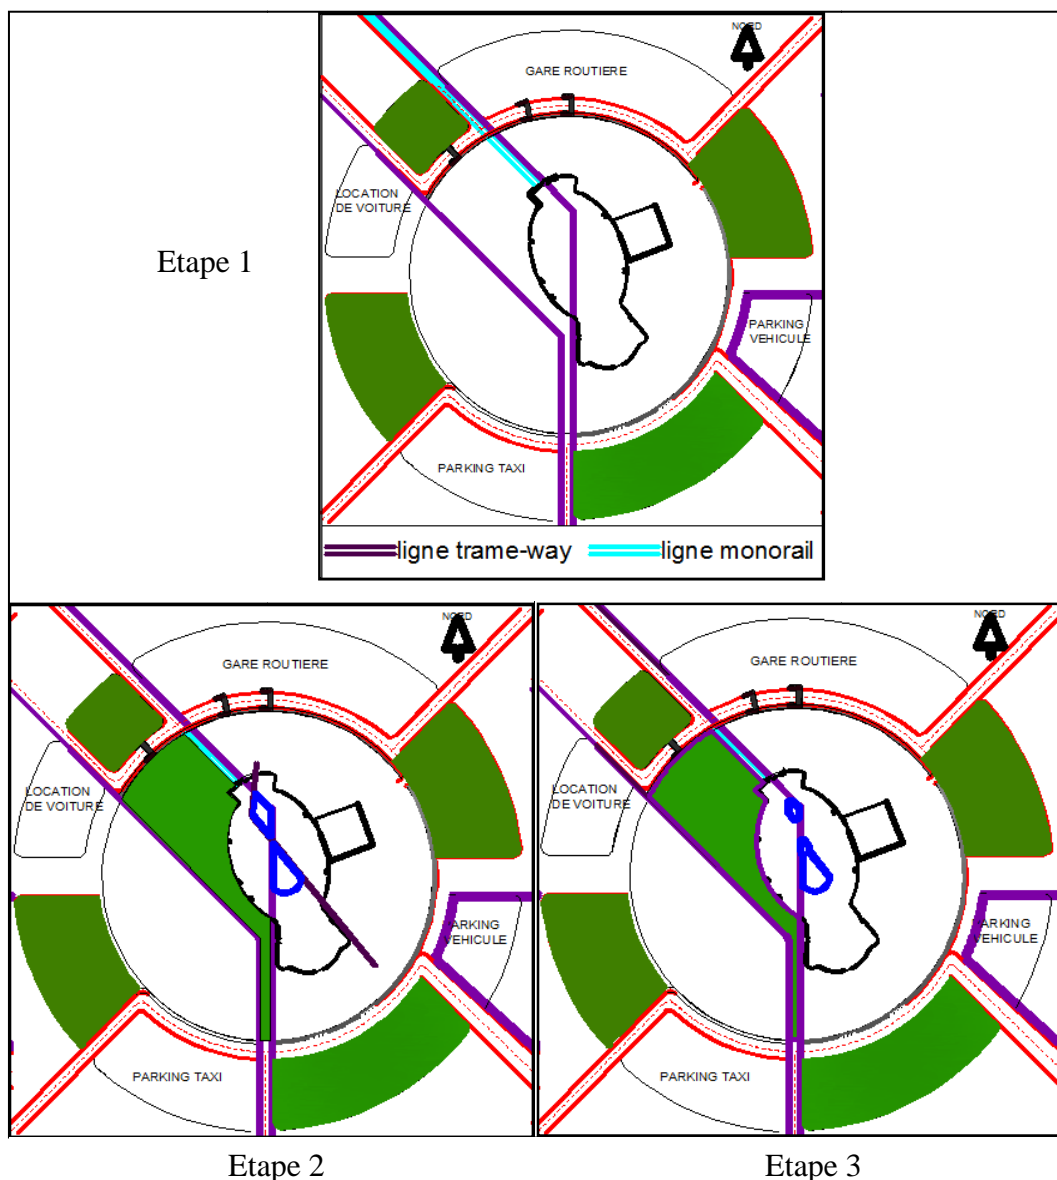 NORD
GARE ROUTIERE
LOCATION
DE VOITURE
Etape 1
PARKING
VEHICULE
PARKING TAXI
ligne trame-way
ligne monorail
NORD
GARE ROUTIERE
LOCATION
DE VOITURE
PARKING
VEHICULE
PARKING TAXI
NORD
GARE ROUTIERE
LOCATION
DE VOITURE
PARKING
VEHICULE
PARKING TAXI
Etape 2
Etape 3